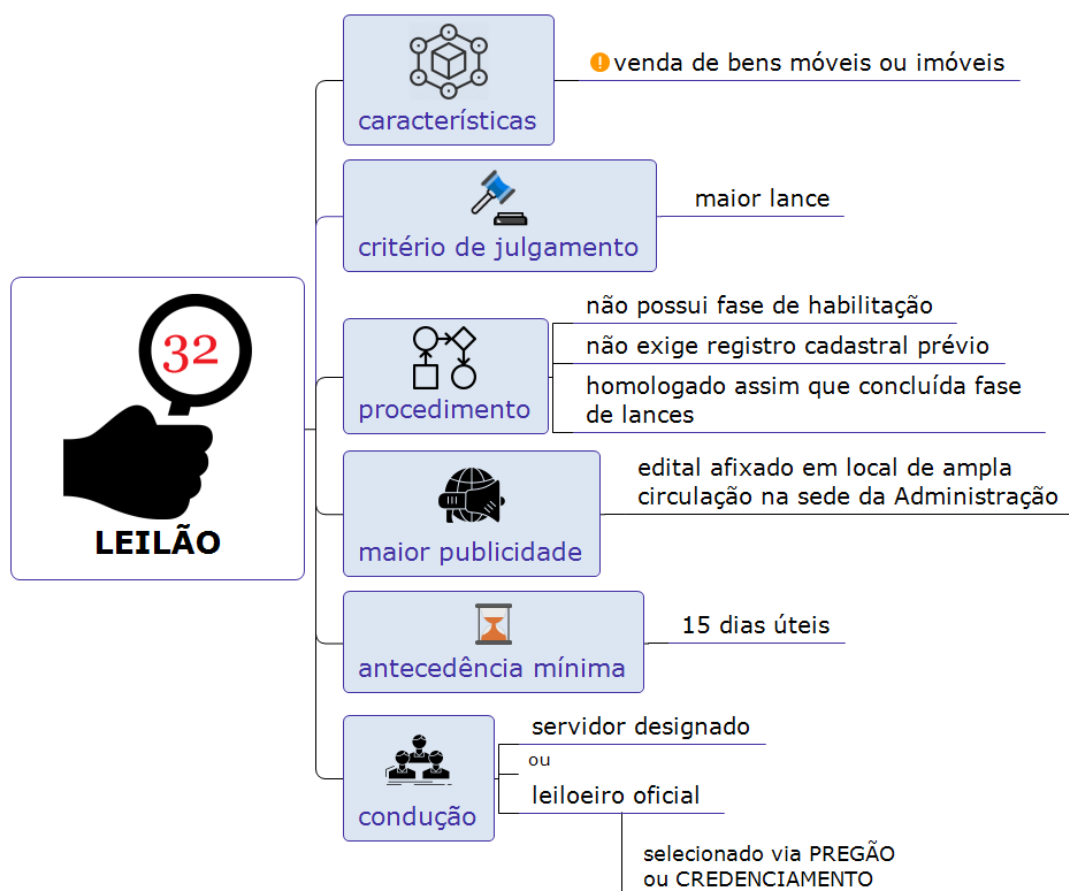 características
venda de bens móveis ou imóveis
critério de julgamento
maior lance
32
LEILÃO
procedimento
não possui fase de habilitação
não exige registro cadastral prévio
homologado assim que concluída fase
de lances
maior publicidade
edital afixado em local de ampla
circulação na sede da Administração
antecedência mínima
15 dias úteis
condução
servidor designado
ou
leiloeiro oficial
selecionado via PREGÃO
ou CREDENCIAMENTO